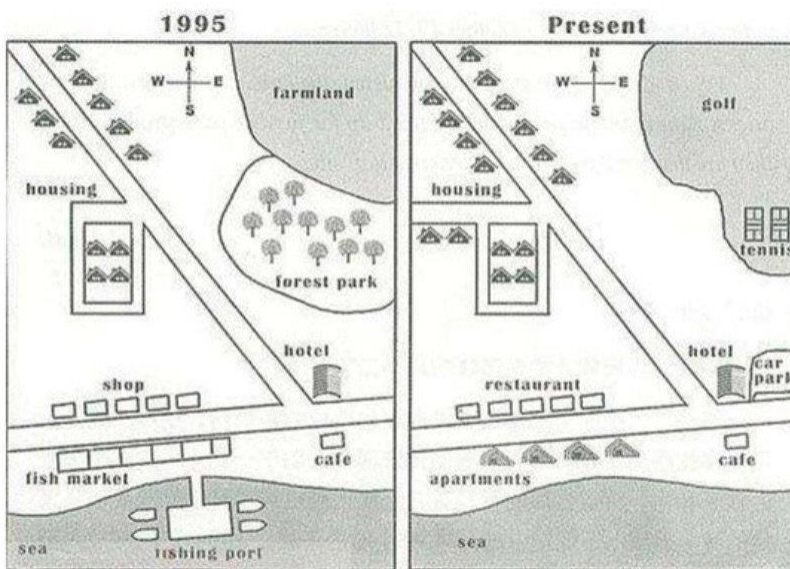 1995
N
W E
S
farmland
housing
forest park
hotel
shop
cafe
fish market
sea
fishing port
Present
N
W E
S
golf
housing
tennis
hotel
car
park
restaurant
cafe
apartments
sea